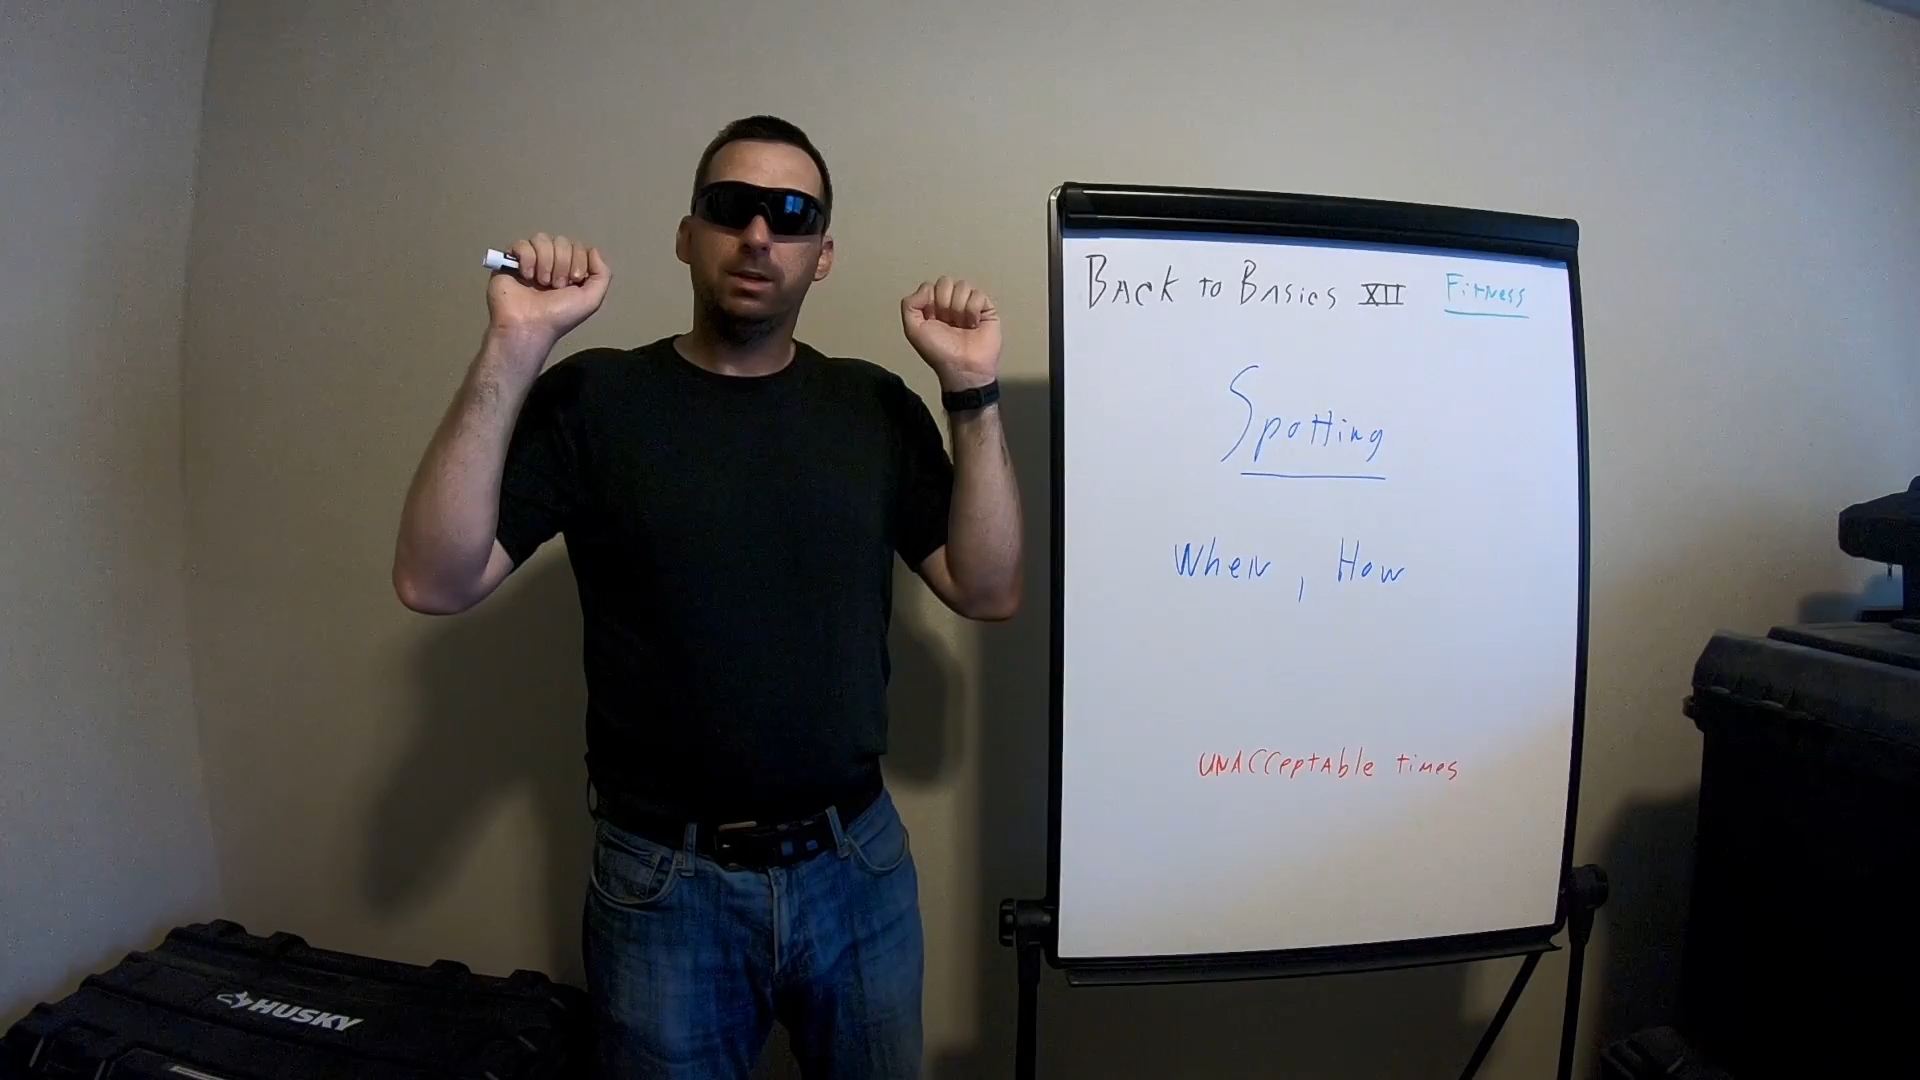 Back to Basics XII Fitness
Spotting
When, How
UNACCeptAble times
HUSKY